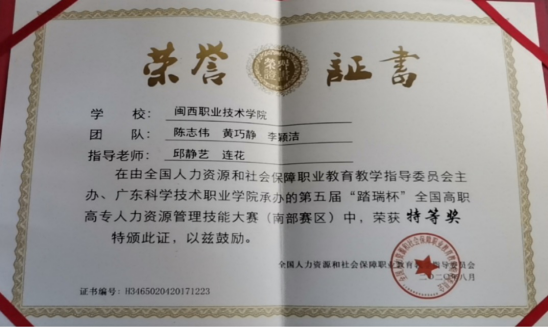 荣誉
荣誉
证书
證書
学校：闽西职业技术学院
团队：陈志伟 黄巧静 李颖洁
指导老师：邱静艺 连花
在由全国人力资源和社会保障职业教育教学指导委员会主
办、广东科学技术职业学院承办的第五届“踏瑞杯”全国高职
高专人力资源管理技能大赛（南部赛区）中，荣获 特等奖
特颁此证，以兹鼓励。
全国人力资源和社会保障职业教育教学指导委员会
二〇二〇年八月
证书编号：H3465020420171223